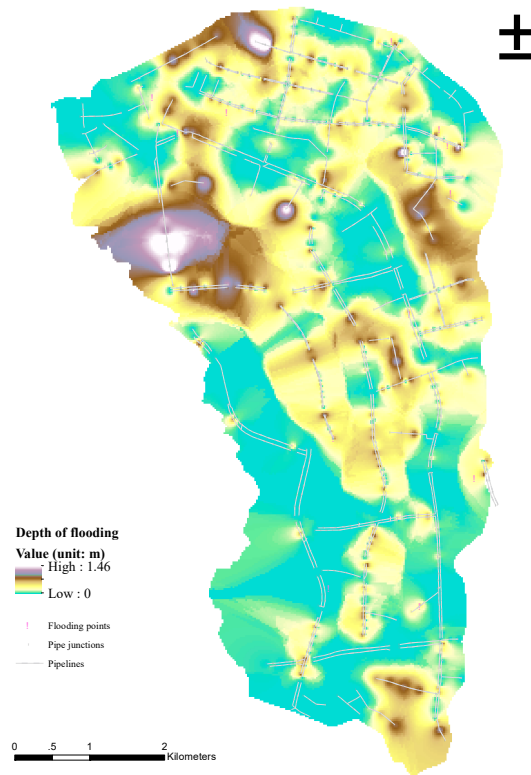 Depth of flooding
Value (unit: m)
High : 1.46
Low : 0
Flooding points
Pipe junctions
Pipelines
0 .5 1 2
Kilometers